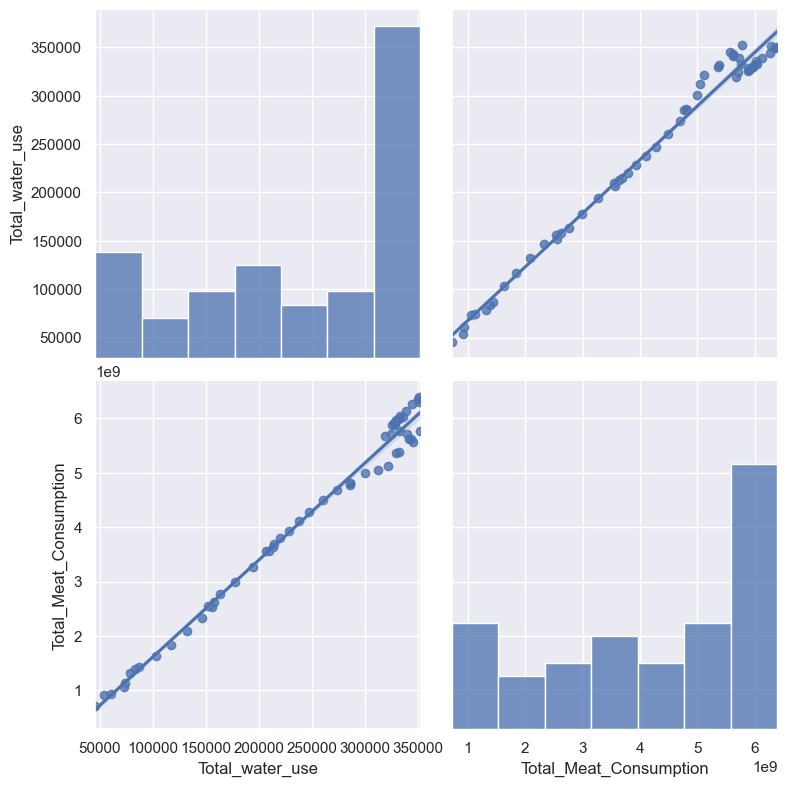 350000
300000
250000
200000
150000
100000
50000
Total_water_use
1e9
6
5
4
3
2
1
Total_Meat_Consumption
50000 100000 150000 200000 250000 300000 350000
Total_water_use
1 2 3 4 5 6
Total_Meat_Consumption
1e9